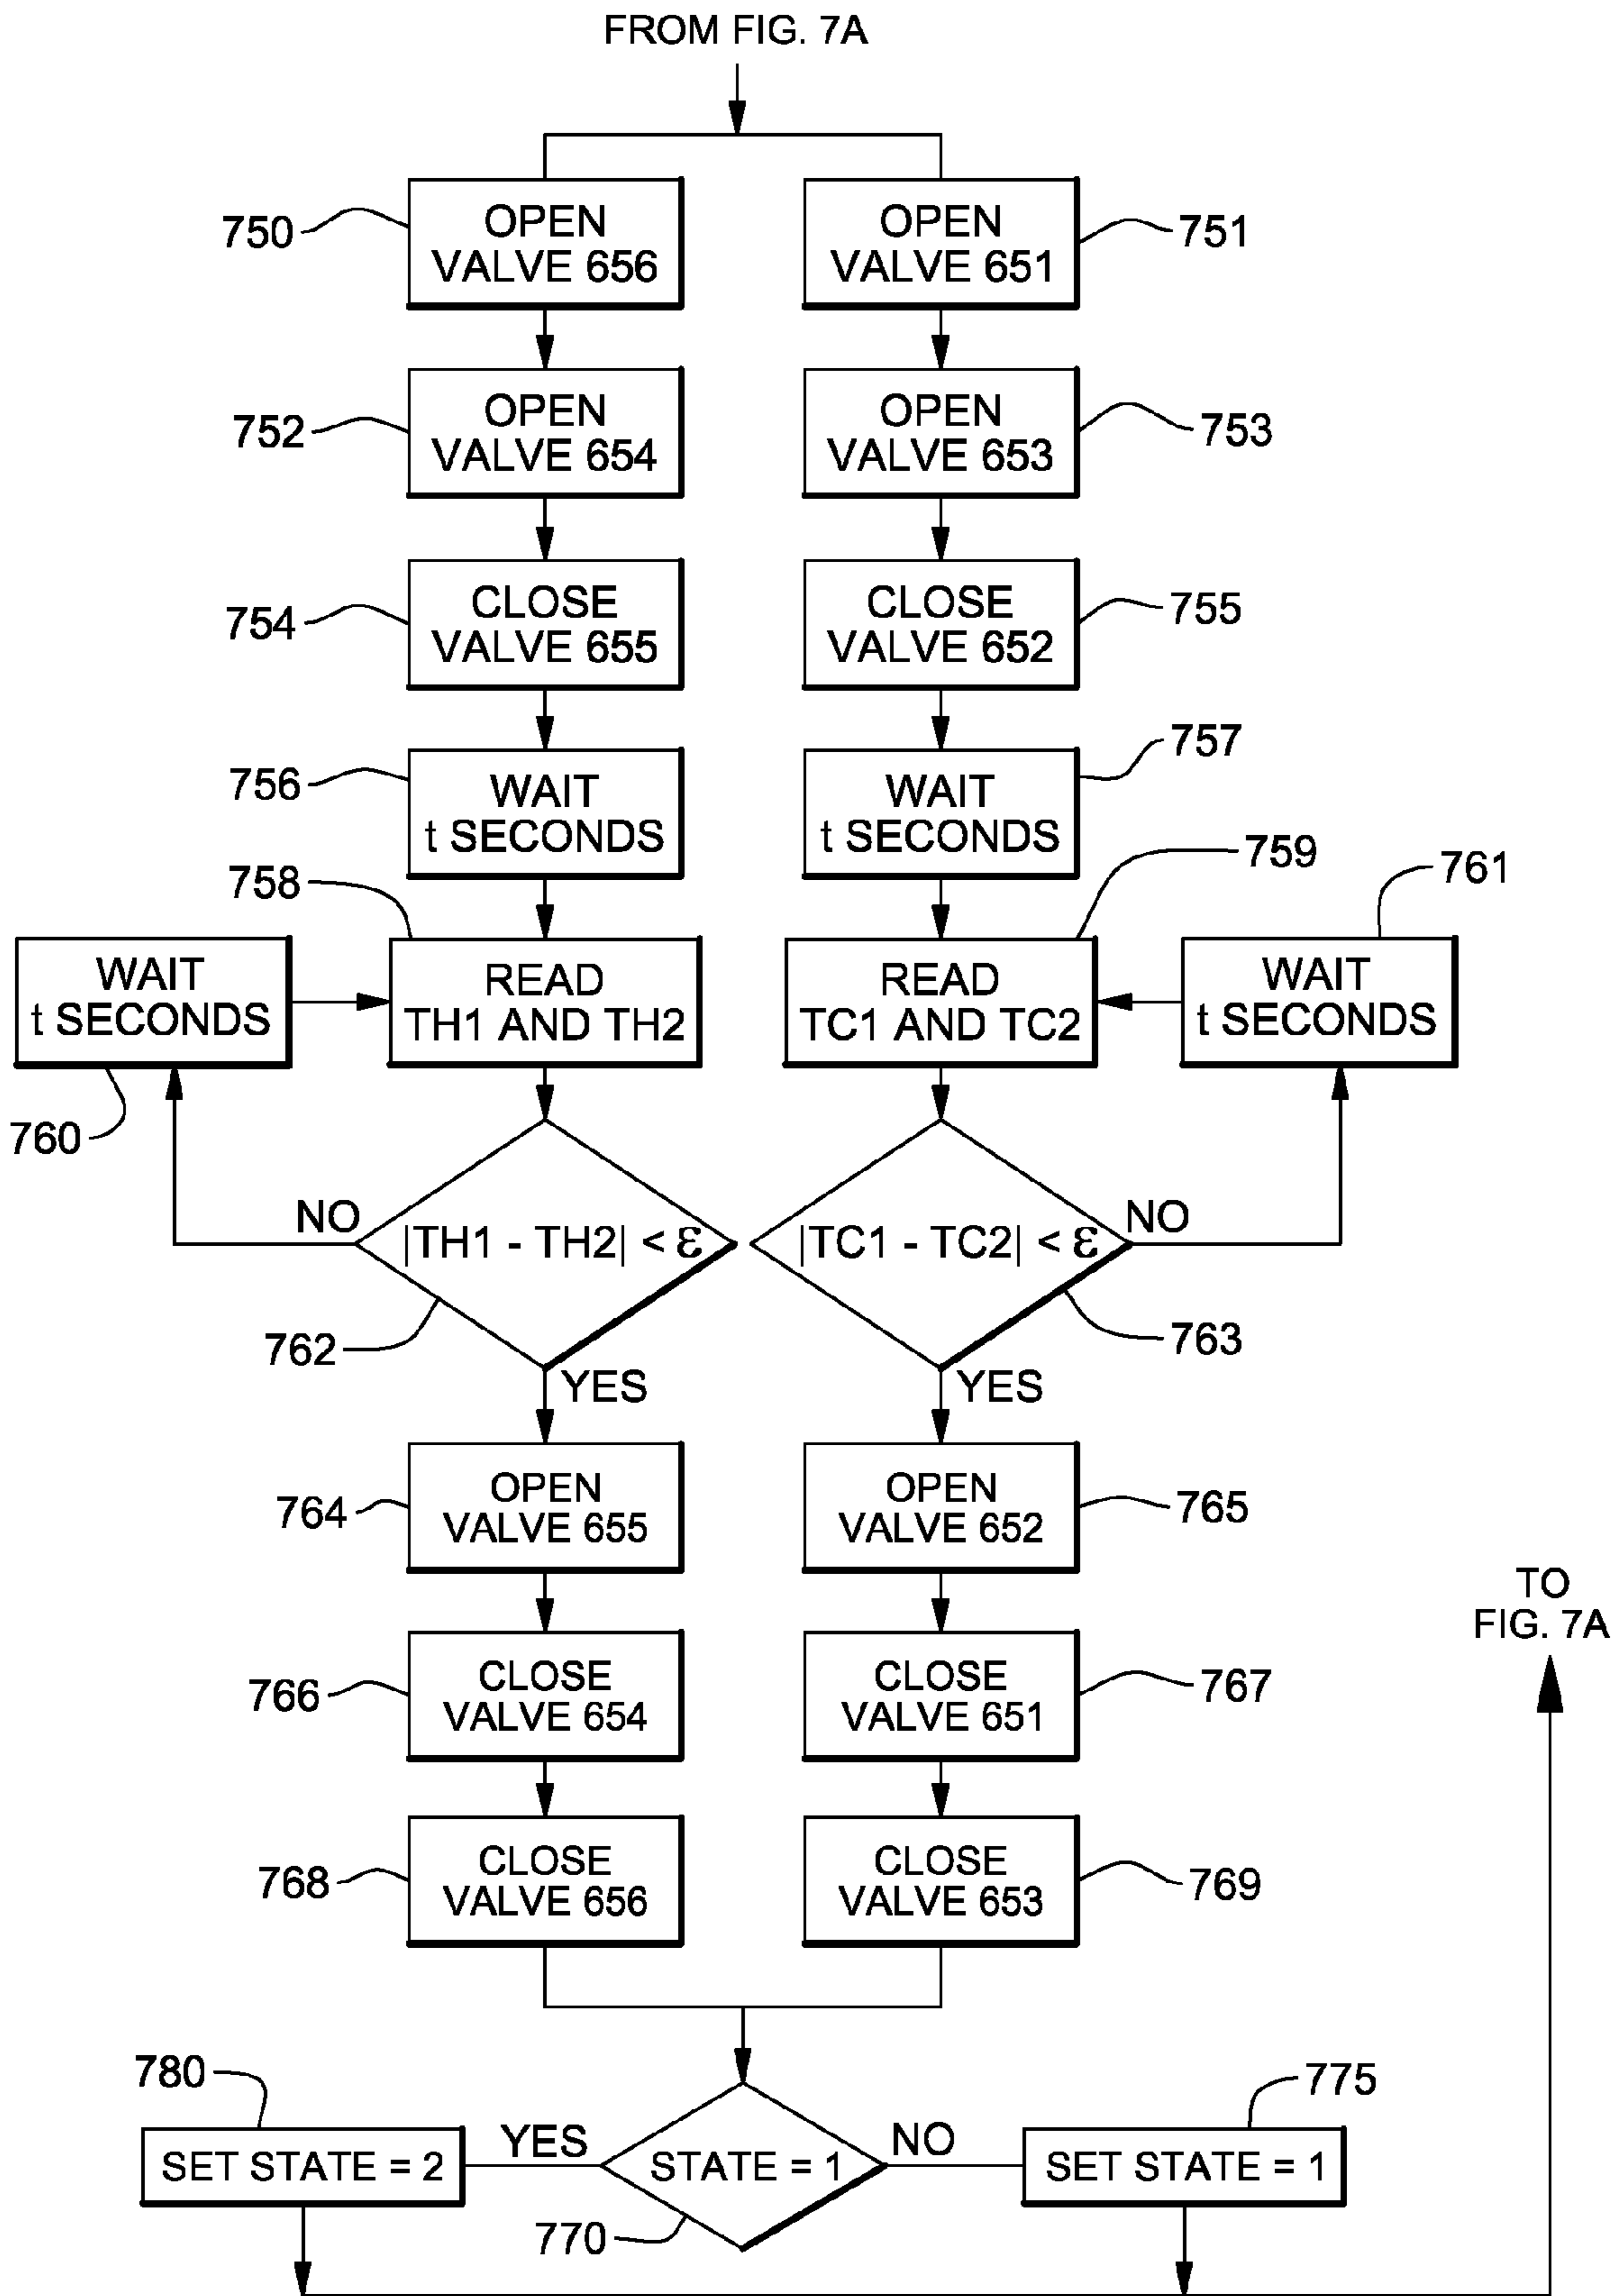 FROM FIG. 7A
750
OPEN
VALVE 656
OPEN
VALVE 651
751
752
OPEN
VALVE 654
OPEN
VALVE 653
753
754
CLOSE
VALVE 655
CLOSE
VALVE 652
755
756
WAIT
t SECONDS
WAIT
t SECONDS
757
758
759
761
WAIT
t SECONDS
READ
TH1 AND TH2
READ
TC1 AND TC2
WAIT
t SECONDS
760
NO
|TH1 - TH2| < ε
|TC1 - TC2| < ε
NO
762
763
YES
YES
764
OPEN
VALVE 655
OPEN
VALVE 652
765
766
CLOSE
VALVE 654
CLOSE
VALVE 651
767
TO
FIG. 7A
768
CLOSE
VALVE 656
CLOSE
VALVE 653
769
780
775
SET STATE = 2
YES
STATE = 1
NO
SET STATE = 1
770